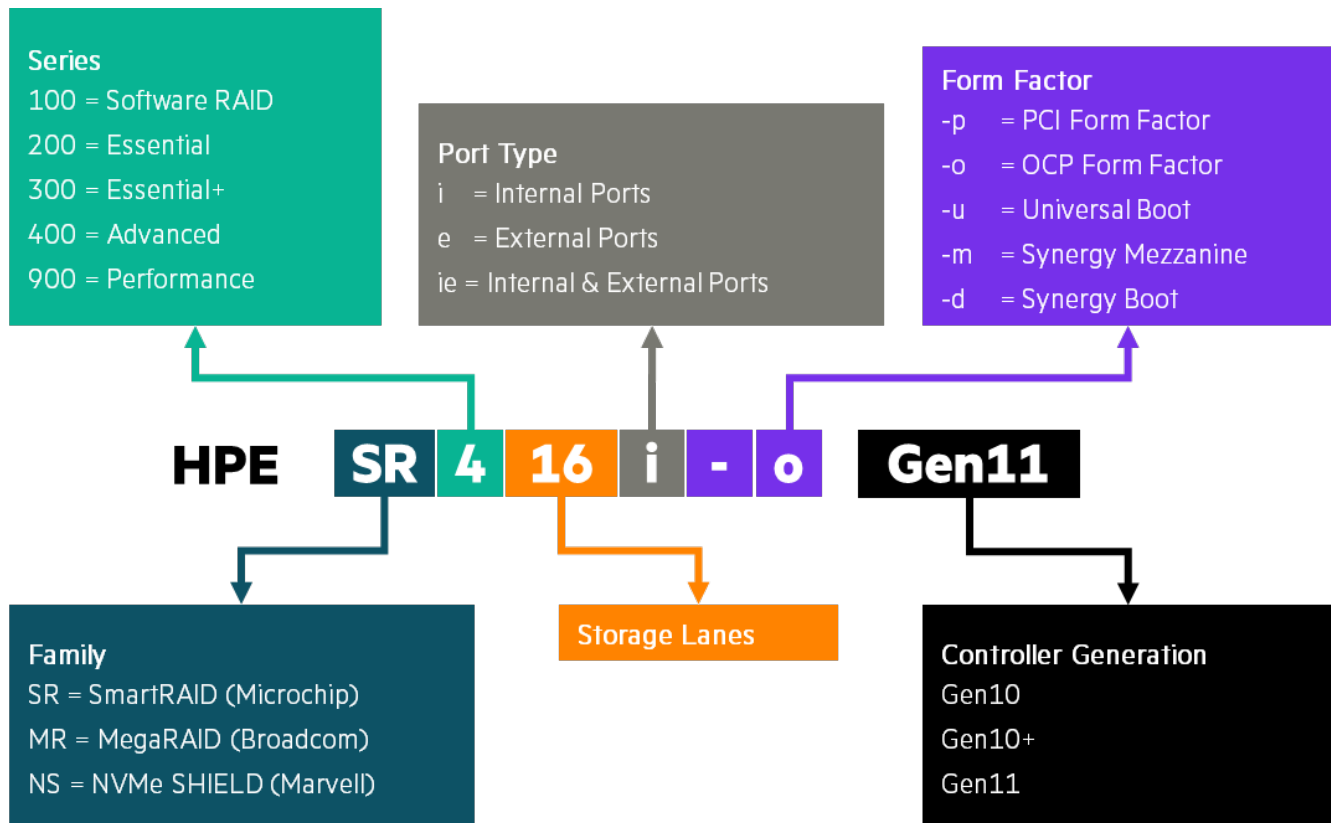 Series
100 = Software RAID
200 = Essential
300 = Essential+
400 = Advanced
900 = Performance
Port Type
i = Internal Ports
e = External Ports
ie = Internal & External Ports
Form Factor
-p = PCI Form Factor
-o = OCP Form Factor
-u = Universal Boot
-m = Synergy Mezzanine
-d = Synergy Boot
HPE SR 4 16 i - o Gen11
Family
SR = SmartRAID (Microchip)
MR = MegaRAID (Broadcom)
NS = NVMe SHIELD (Marvell)
Storage Lanes
Controller Generation
Gen10
Gen10+
Gen11